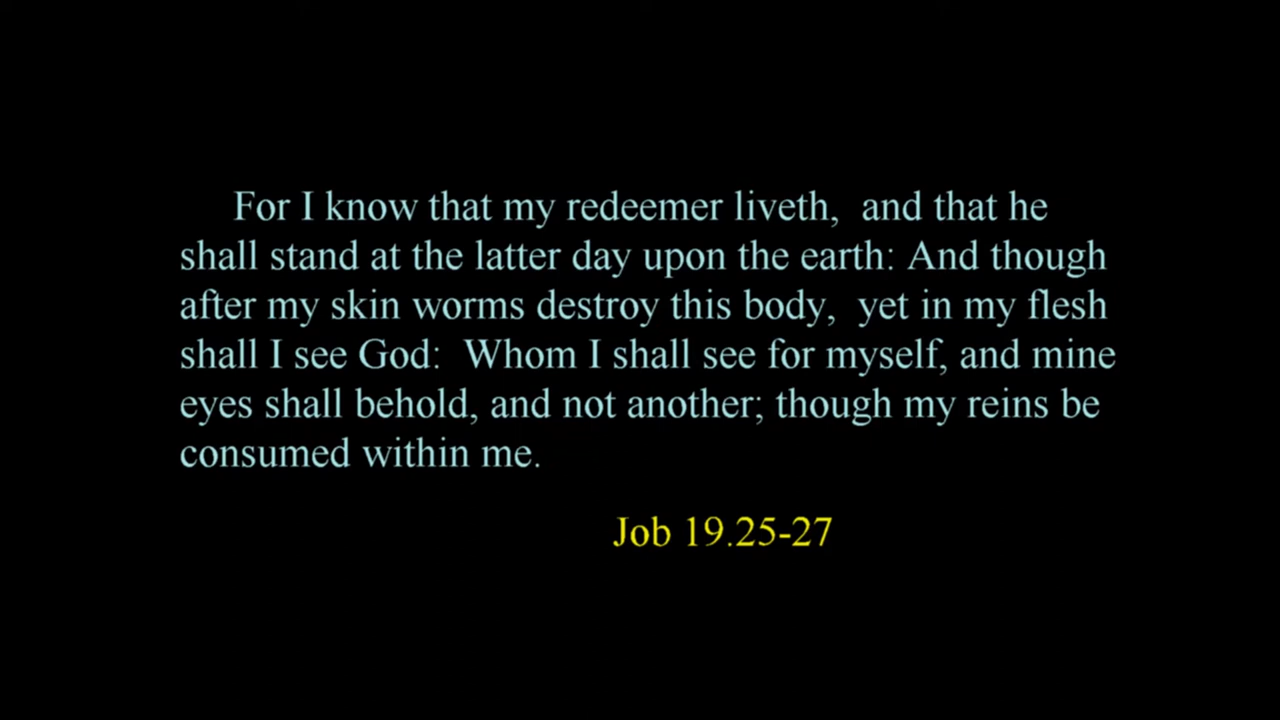 For I know that my redeemer liveth, and that he
shall stand at the latter day upon the earth: And though
after my skin worms destroy this body, yet in my flesh
shall I see God: Whom I shall see for myself, and mine
eyes shall behold, and not another; though my reins be
consumed within me.
Job 19.25-27